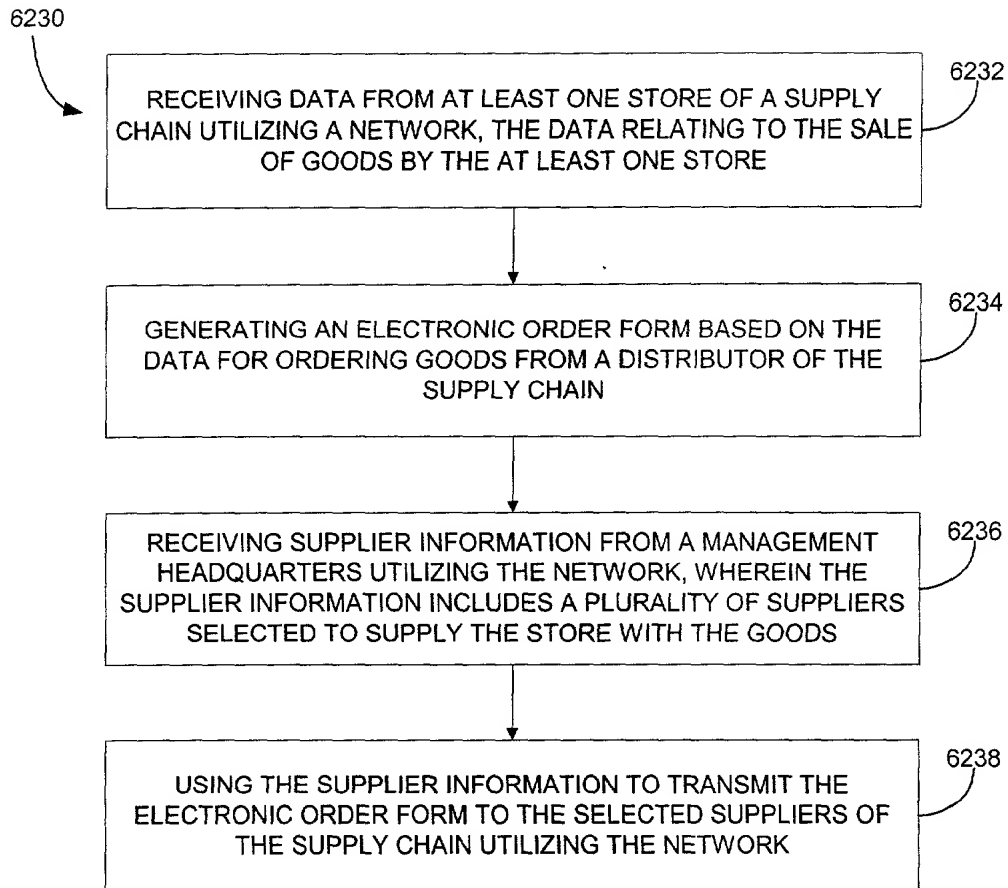 6230
6232
RECEIVING DATA FROM AT LEAST ONE STORE OF A SUPPLY
CHAIN UTILIZING A NETWORK, THE DATA RELATING TO THE SALE
OF GOODS BY THE AT LEAST ONE STORE
6234
GENERATING AN ELECTRONIC ORDER FORM BASED ON THE
DATA FOR ORDERING GOODS FROM A DISTRIBUTOR OF THE
SUPPLY CHAIN
6236
RECEIVING SUPPLIER INFORMATION FROM A MANAGEMENT
HEADQUARTERS UTILIZING THE NETWORK, WHEREIN THE
SUPPLIER INFORMATION INCLUDES A PLURALITY OF SUPPLIERS
SELECTED TO SUPPLY THE STORE WITH THE GOODS
6238
USING THE SUPPLIER INFORMATION TO TRANSMIT THE
ELECTRONIC ORDER FORM TO THE SELECTED SUPPLIERS OF
THE SUPPLY CHAIN UTILIZING THE NETWORK